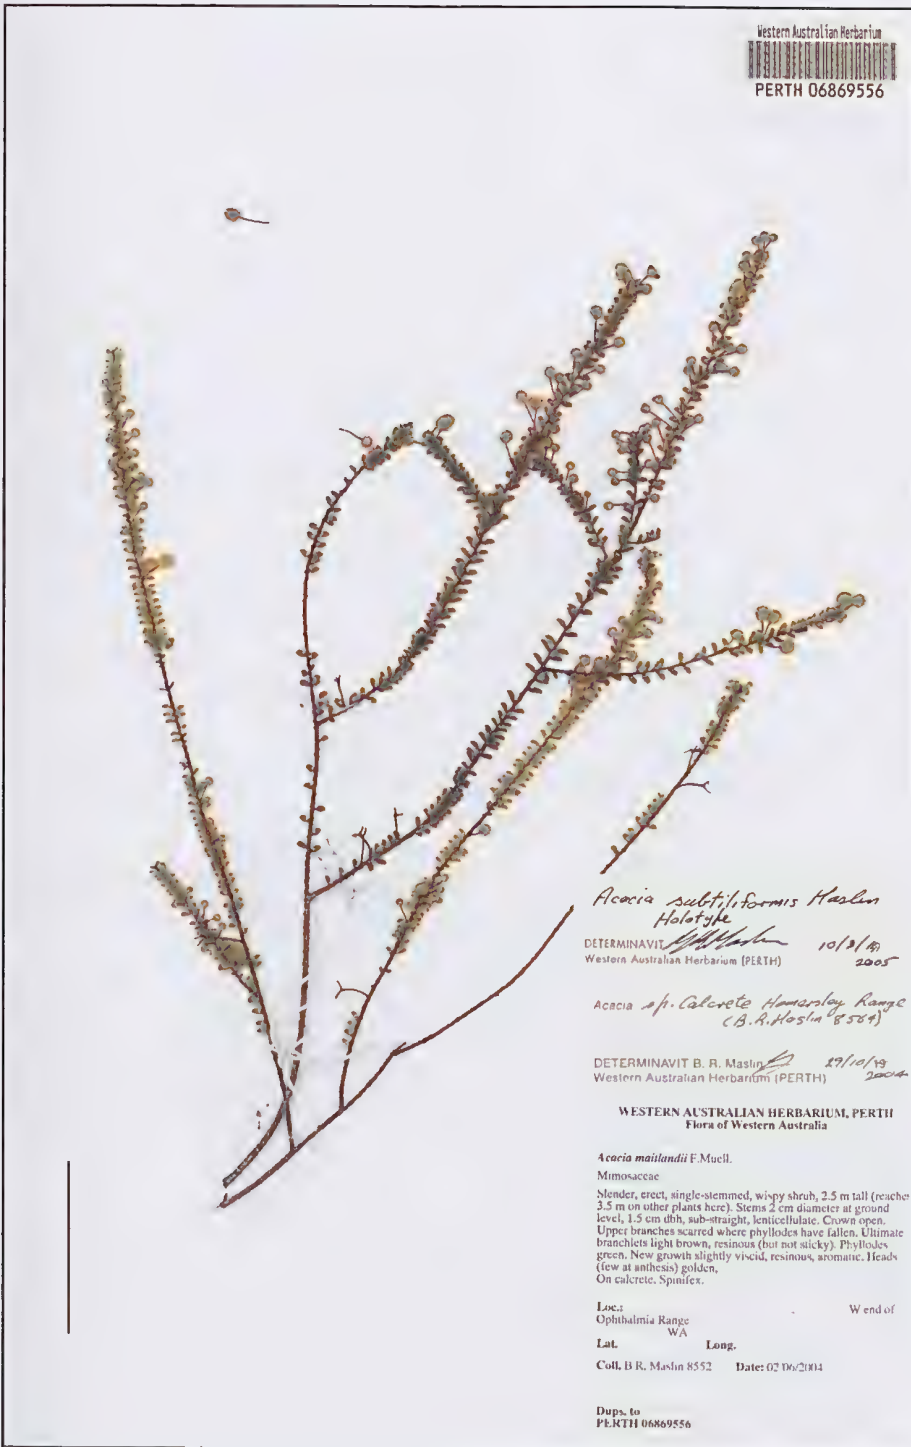 Western Australian Herbarium
PERTH 06869556
Acacia subtiliformis Maslin
Holotype
DETERMINAVIT 10/3/19
Western Australian Herbarium (PERTH) 2005
Acacia sp. Calcrete Hamersley Range
(B.R. Maslin 8564)
DETERMINAVIT B. R. Maslin 29/10/19
Western Australian Herbarium (PERTH) 2004
WESTERN AUSTRALIAN HERBARIUM, PERTH
Flora of Western Australia
Acacia maitlandii F.Muell.
Mimosaceae
Slender, erect, single-stemmed, wispy shrub, 2.5 m tall (reache
3.5 m on other plants here). Stems 2 cm diameter at ground
level, 1.5 cm dbh, sub-straight, lenticellulate. Crown open.
Upper branches scarred where phyllodes have fallen. Ultimate
branchlets light brown, resinous (but not sticky). Phyllodes
green. New growth slightly viscid, resinous, aromatic. Heads
(few at anthesis) golden.
On calcrete. Spinifex.
Loc.: W end of
Ophthalmia Range
WA
Lat. Long.
Coll. B R. Maslin 8552 Date: 02/06/2004
Dups. to
PERTH 06869556